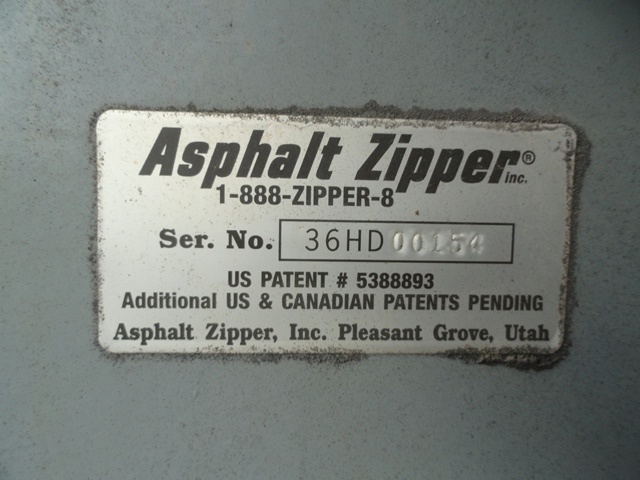 Asphalt Zipper® inc.
1-888-ZIPPER-8
Ser. No. 36HD00154
US PATENT # 5388893
Additional US & CANADIAN PATENTS PENDING
Asphalt Zipper, Inc. Pleasant Grove, Utah